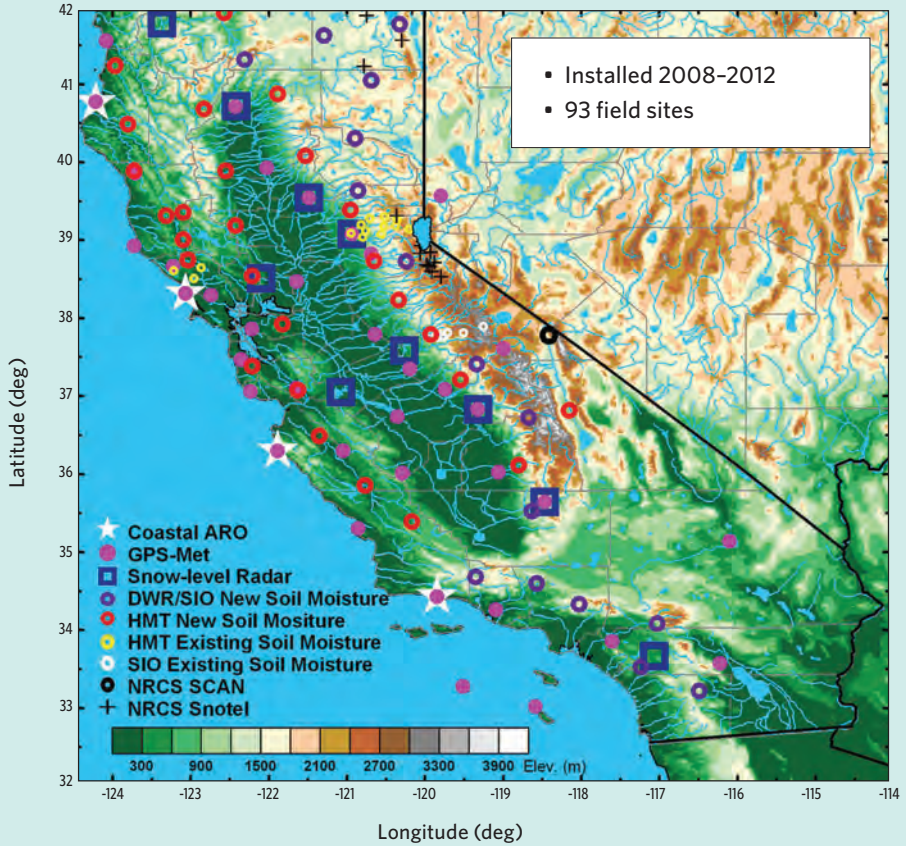 ▪ Installed 2008–2012
▪ 93 field sites
Latitude (deg)
42
41
40
39
38
37
36
35
34
33
32
Coastal ARO
GPS-Met
Snow-level Radar
DWR/SIO New Soil Moisture
HMT New Soil Mositure
HMT Existing Soil Moisture
SIO Existing Soil Moisture
NRCS SCAN
NRCS Snotel
300 900 1500 2100 2700 3300 3900 Elev. (m)
-124 -123 -122 -121 -120 -119 -118 -117 -116 -115 -114
Longitude (deg)